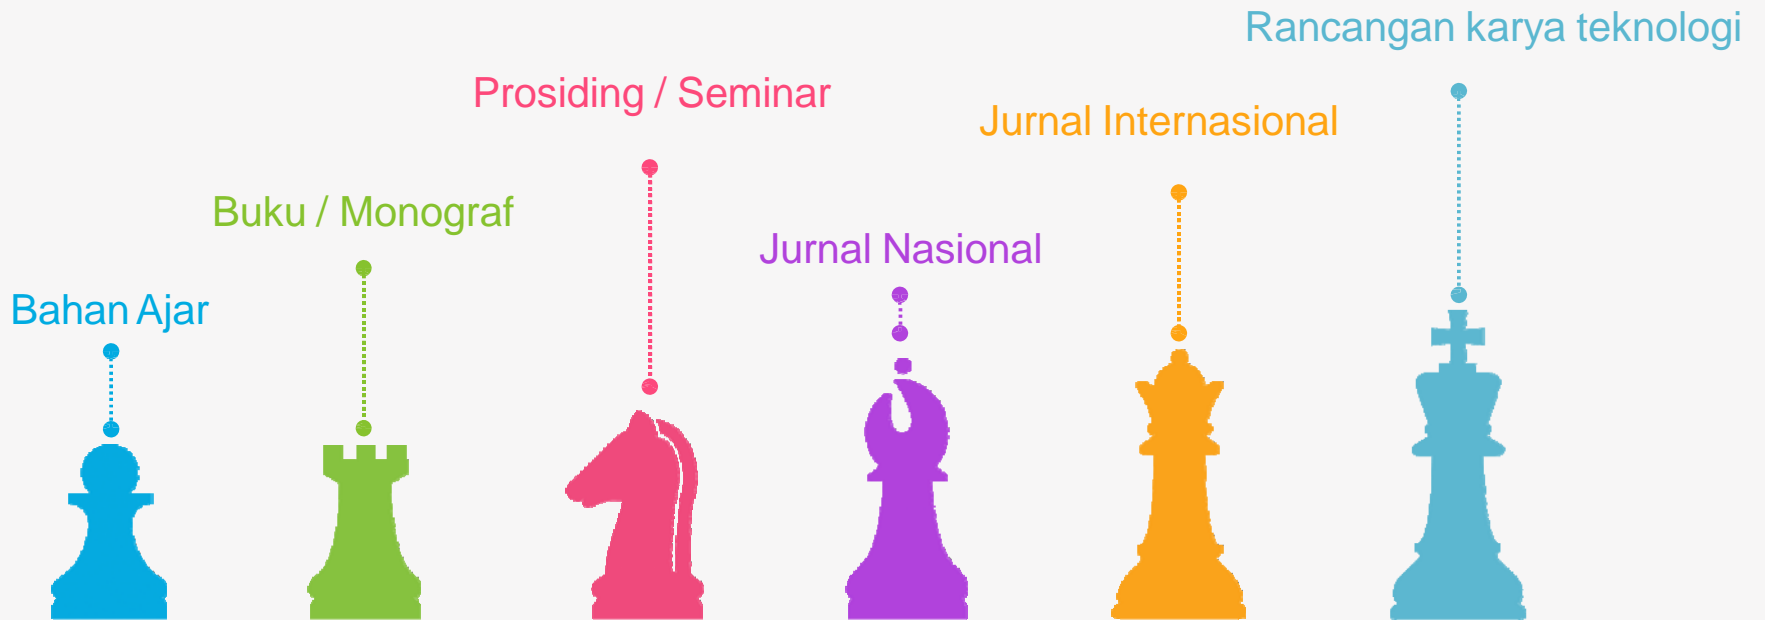 Bahan Ajar
Buku / Monograf
Prosiding / Seminar
Jurnal Nasional
Jurnal Internasional
Rancangan karya teknologi